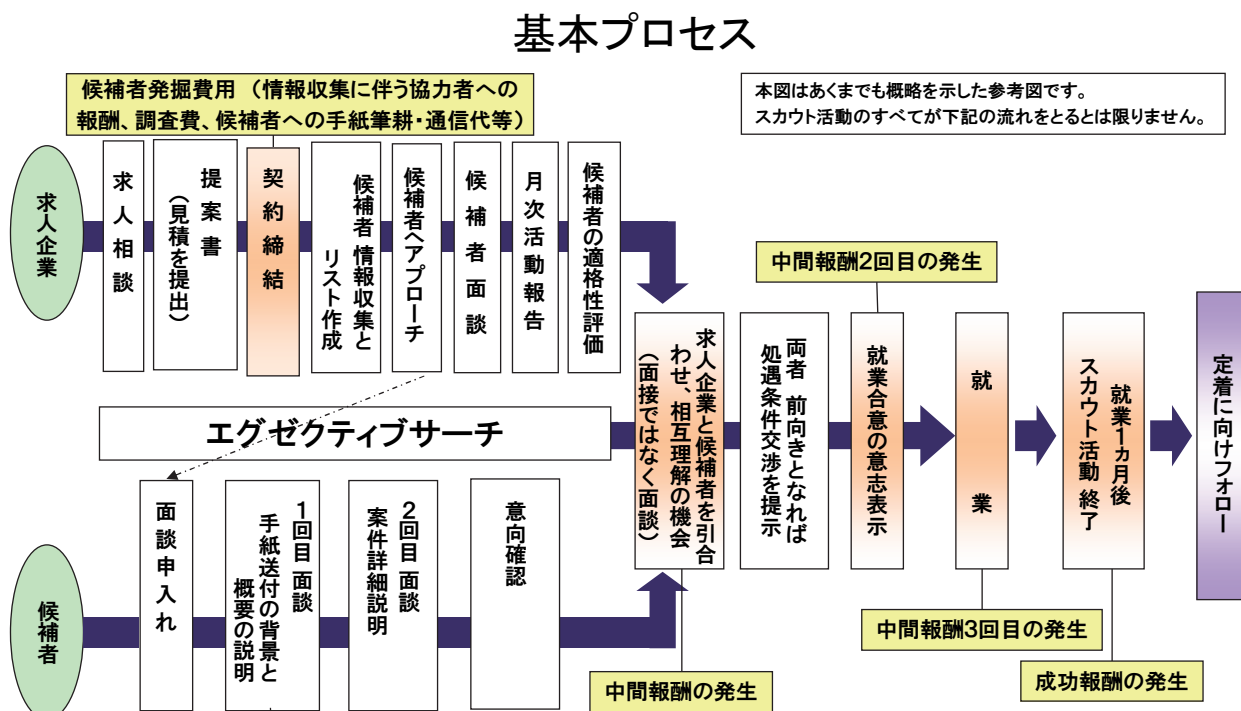 基本プロセス
候補者発掘費用 （情報収集に伴う協力者への
報酬、調査費、候補者への手紙筆耕・通信代等）
本図はあくまでも概略を示した参考図です。
スカウト活動のすべてが下記の流れをとるとは限りません。
求人企業
求人相談
提案書
（見積を提出）
契約締結
候補者 情報収集と
リスト作成
候補者へアプローチ
候補者面談
月次活動報告
候補者の適格性評価
エグゼクティブサーチ
候補者
面談申入れ
1回目 面談
手紙送付の背景と
概要の説明
2回目 面談
案件詳細説明
意向確認
求人企業と候補者を引合
わせ、相互理解の機会
（面接ではなく面談）
中間報酬の発生
両者 前向きとなれば
処遇条件交渉を提示
中間報酬2回目の発生
就業合意の意志表示
就業
中間報酬3回目の発生
就業1ヵ月後
スカウト活動 終了
成功報酬の発生
定着に向けフォロー